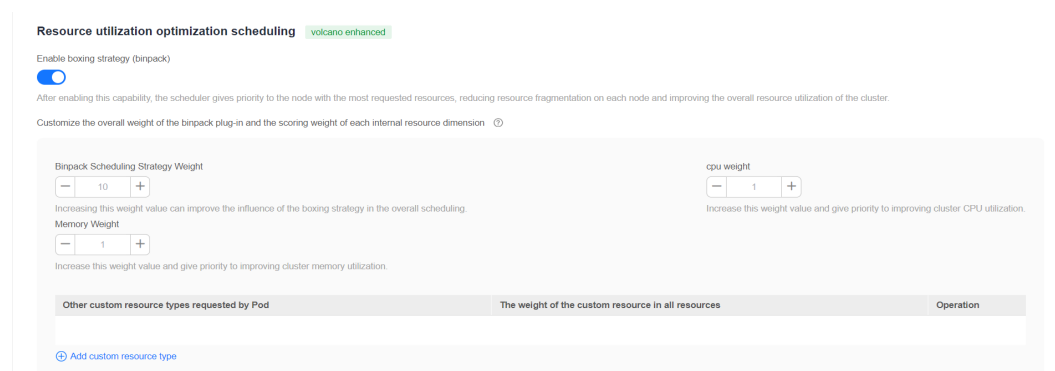 Resource utilization optimization scheduling volcano enhanced
Enable boxing strategy (binpack)
After enabling this capability, the scheduler gives priority to the node with the most requested resources, reducing resource fragmentation on each node and improving the overall resource utilization of the cluster.
Customize the overall weight of the binpack plug-in and the scoring weight of each internal resource dimension ?
Binpack Scheduling Strategy Weight
cpu weight
— 10 +
— 1 +
Increasing this weight value can improve the influence of the boxing strategy in the overall scheduling.
Increase this weight value and give priority to improving cluster CPU utilization.
Memory Weight
— 1 +
Increase this weight value and give priority to improving cluster memory utilization.
Other custom resource types requested by Pod The weight of the custom resource in all resources Operation
Add custom resource type